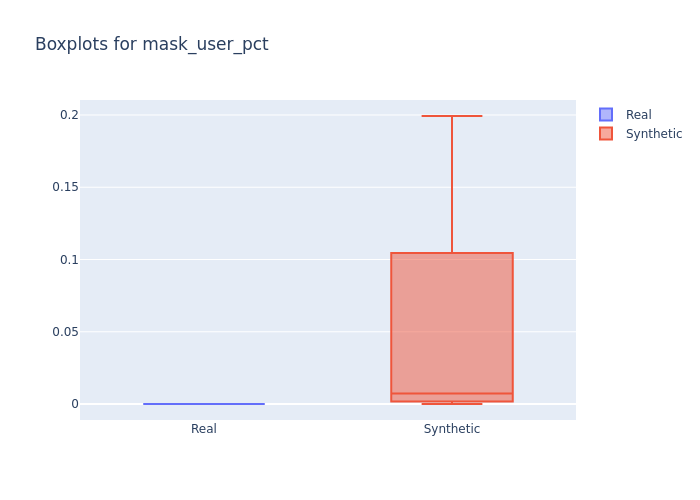 Boxplots for mask_user_pct
0.2
0.15
0.1
0.05
0
Real
Synthetic
Real
Synthetic